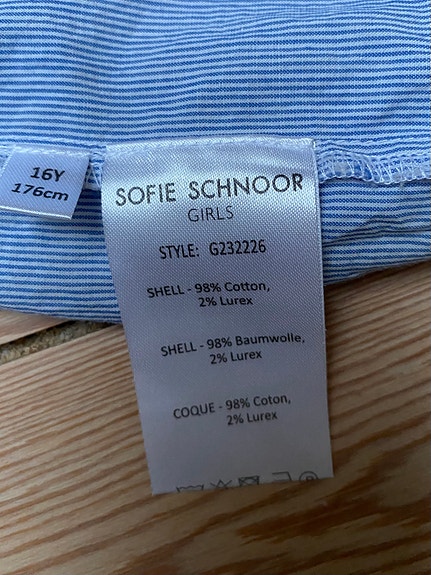 16Y
176cm
SOFIE SCHNOOR
GIRLS
STYLE: G232226
SHELL - 98% Cotton,
2% Lurex
SHELL - 98% Baumwolle,
2% Lurex
COQUE - 98% Coton,
2% Lurex